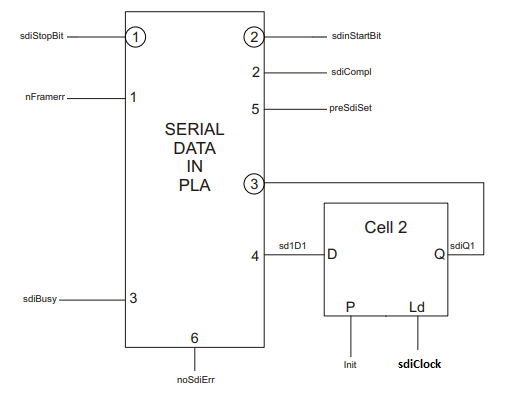 sdiStopBit
1
2
sdinStartBit
2
sdiCompl
nFramerr
1
5
preSdiSet
SERIAL
DATA
IN
PLA
3
Cell 2
4
sd1D1
D
Q
sdiQ1
sdiBusy
3
P
Ld
6
Init
sdiClock
noSdiErr